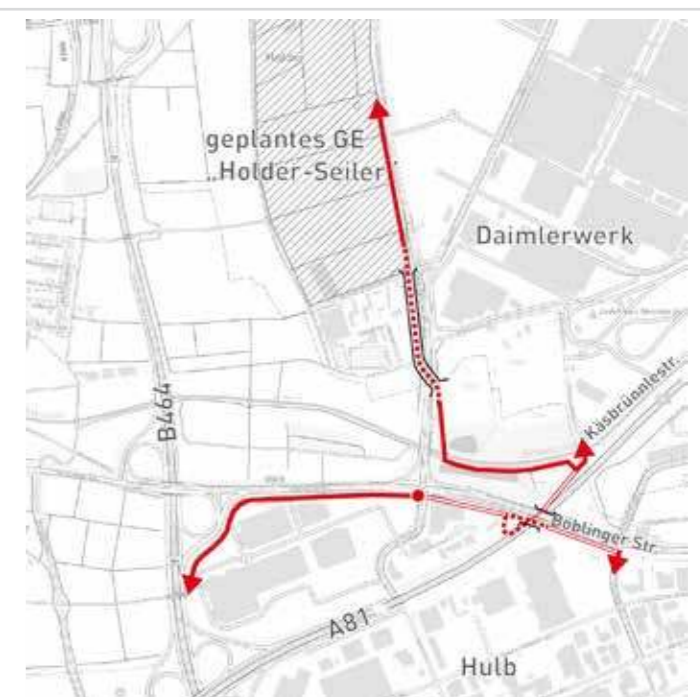 geplantes GE
„Holder-Seiler"
Daimlerwerk
B464
Käsbrünnlestr.
Böblinger Str.
A81
Hulb